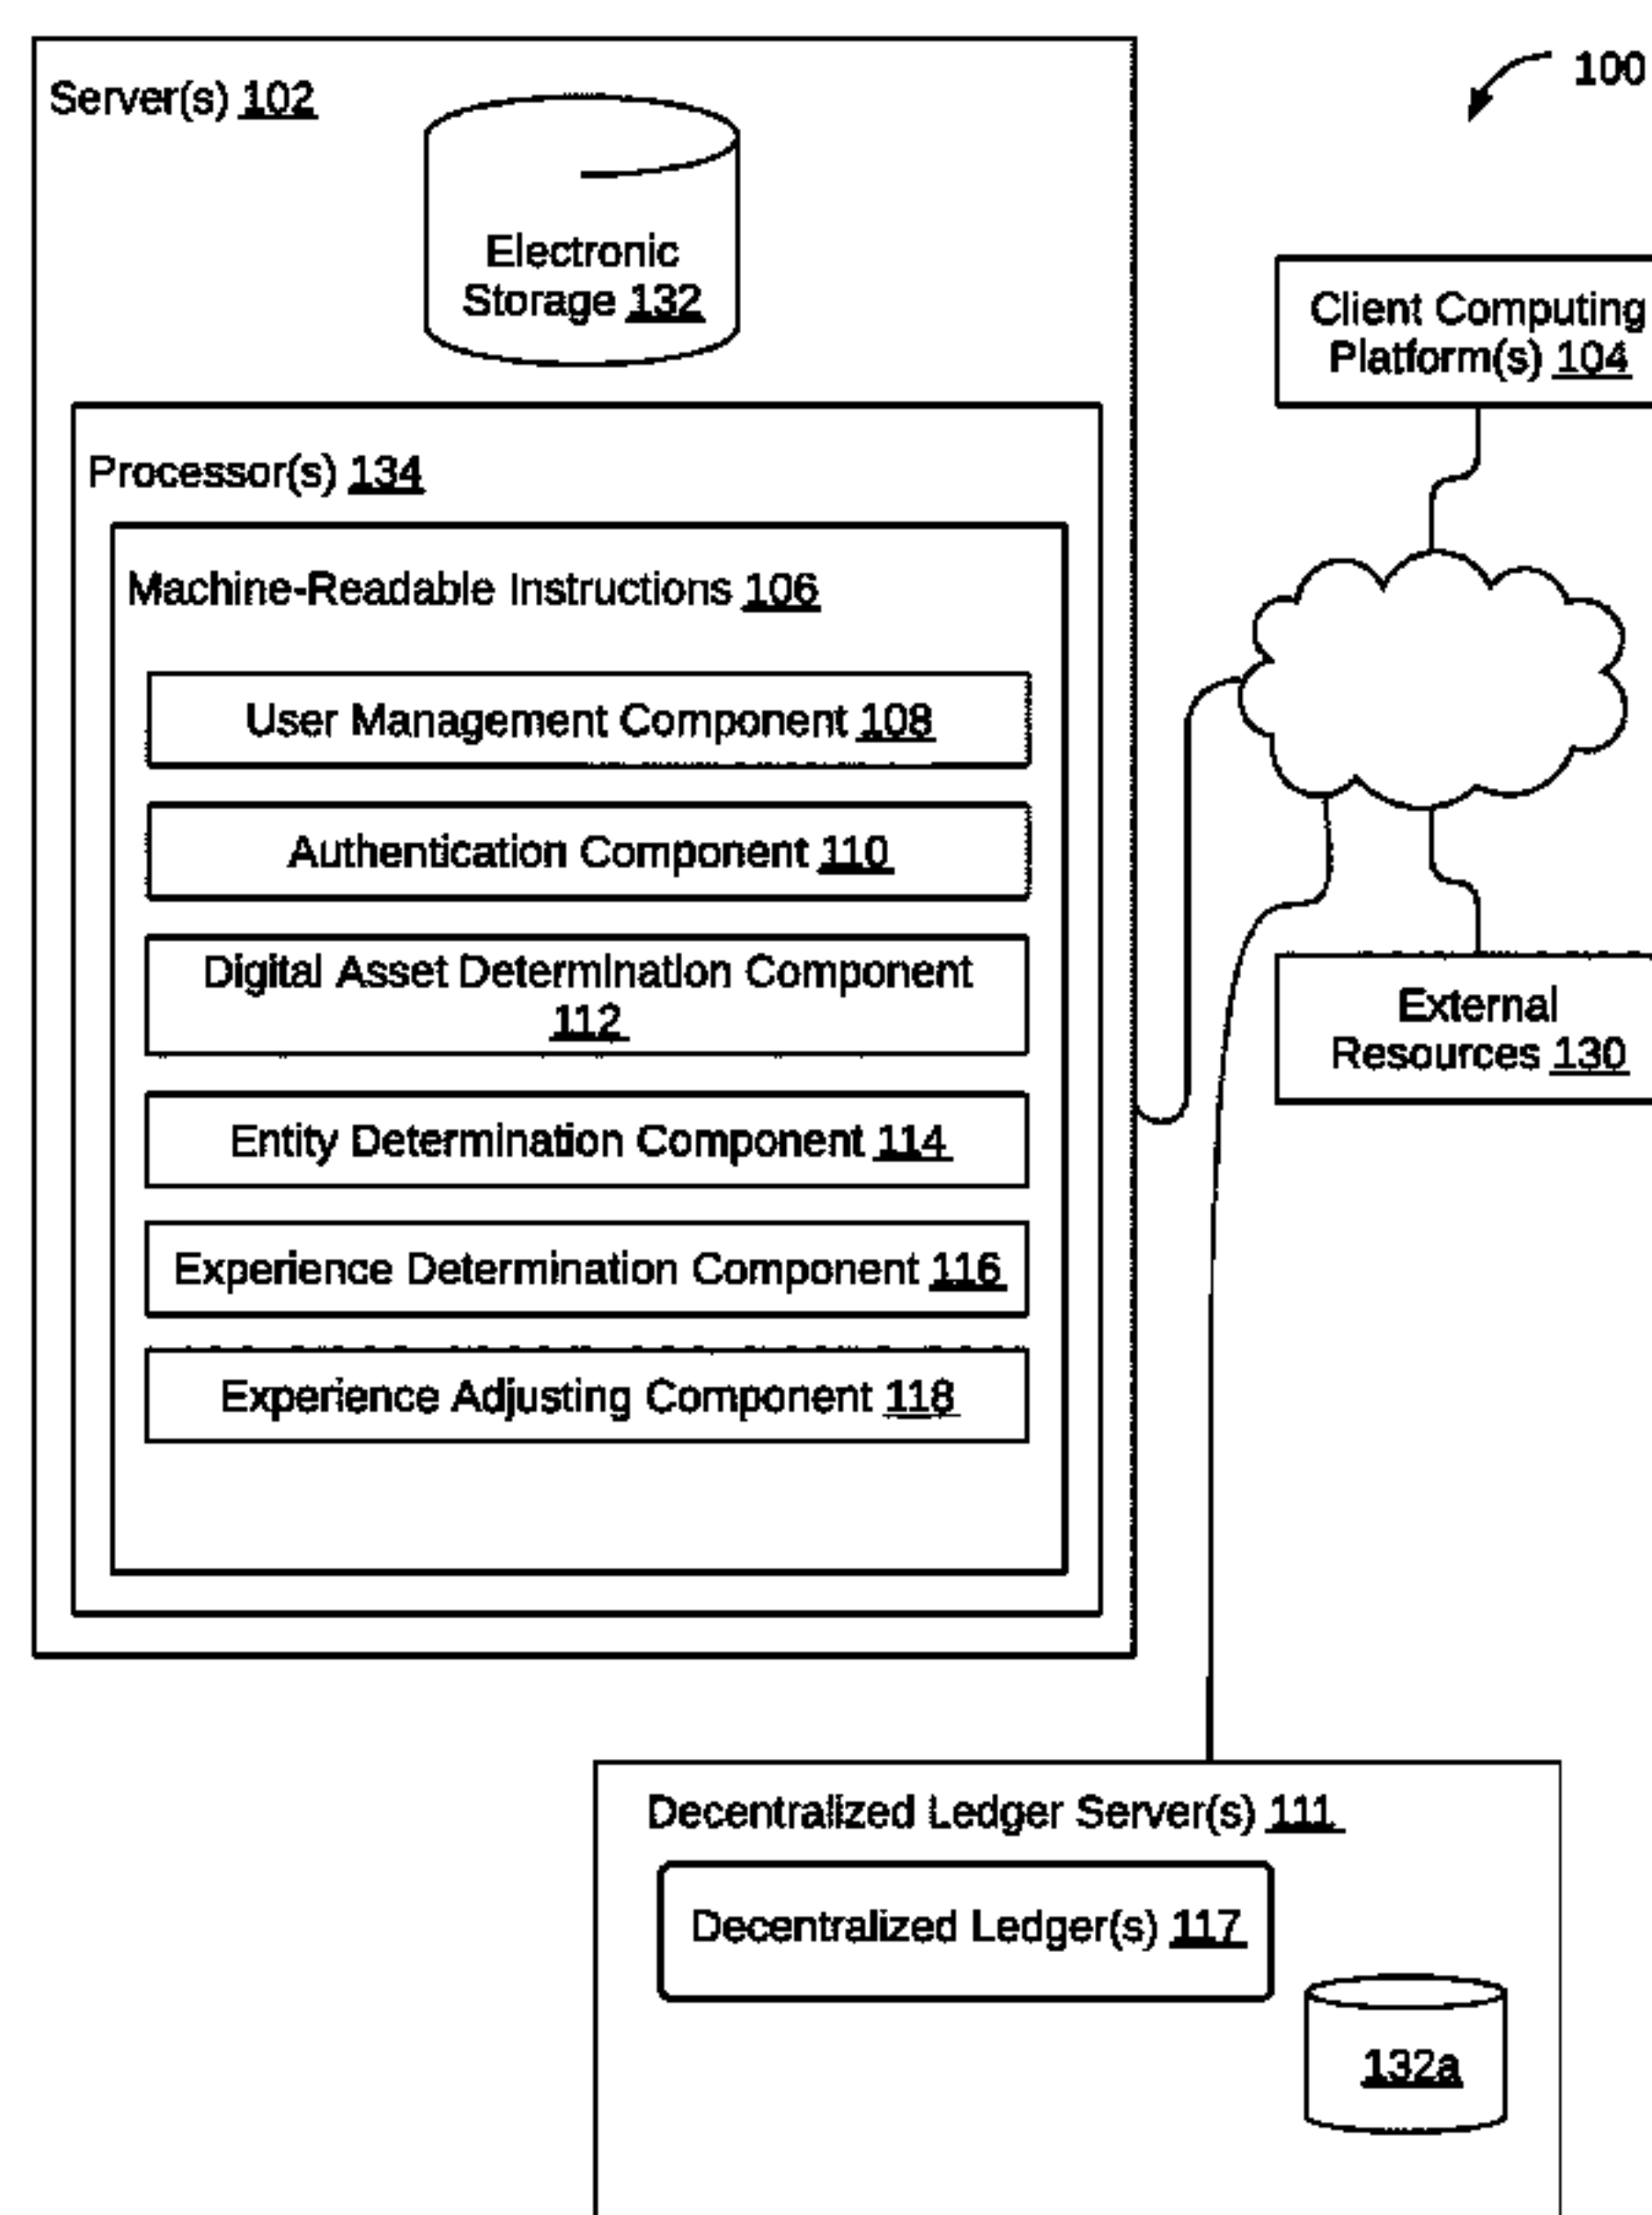 Server(s) 102
Electronic
Storage 132
Processor(s) 134
Machine-Readable Instructions 106
User Management Component 108
Authentication Component 110
Digital Asset Determination Component
112
Entity Determination Component 114
Experience Determination Component 116
Experience Adjusting Component 118
100
Client Computing
Platform(s) 104
External
Resources 130
Decentralized Ledger Server(s) 111
Decentralized Ledger(s) 117
132a